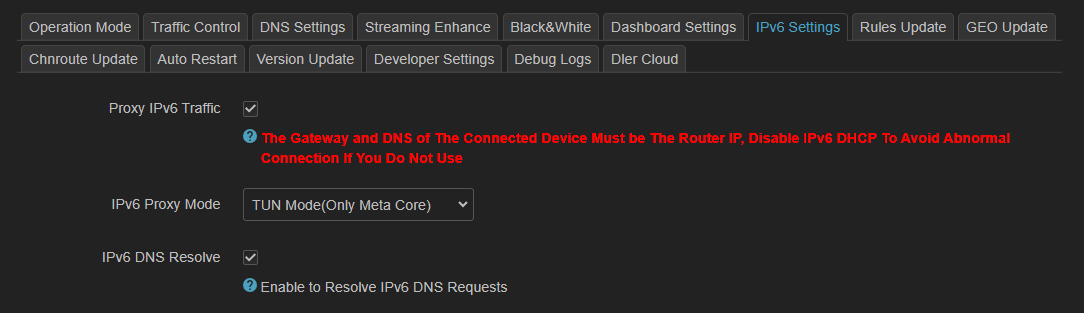 Operation Mode Traffic Control DNS Settings Streaming Enhance Black&White Dashboard Settings IPv6 Settings Rules Update GEO Update
Chnroute Update Auto Restart Version Update Developer Settings Debug Logs Dler Cloud
Proxy IPv6 Traffic
The Gateway and DNS of The Connected Device Must be The Router IP, Disable IPv6 DHCP To Avoid Abnormal
Connection If You Do Not Use
IPv6 Proxy Mode TUN Mode(Only Meta Core)
IPv6 DNS Resolve
Enable to Resolve IPv6 DNS Requests